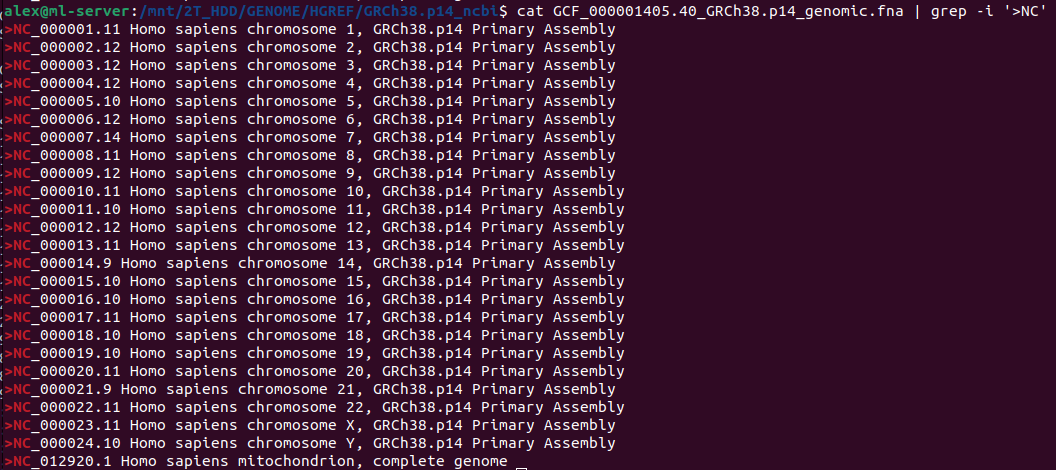 alex@ml-server:/mnt/2T_HDD/GENOME/HGREF/GRCh38.p14_ncbi$ cat GCF_000001405.40_GRCh38.p14_genomic.fna | grep -i '>NC'
>NC_000001.11 Homo sapiens chromosome 1, GRCh38.p14 Primary Assembly
>NC_000002.12 Homo sapiens chromosome 2, GRCh38.p14 Primary Assembly
>NC_000003.12 Homo sapiens chromosome 3, GRCh38.p14 Primary Assembly
>NC_000004.12 Homo sapiens chromosome 4, GRCh38.p14 Primary Assembly
>NC_000005.10 Homo sapiens chromosome 5, GRCh38.p14 Primary Assembly
>NC_000006.12 Homo sapiens chromosome 6, GRCh38.p14 Primary Assembly
>NC_000007.14 Homo sapiens chromosome 7, GRCh38.p14 Primary Assembly
>NC_000008.11 Homo sapiens chromosome 8, GRCh38.p14 Primary Assembly
>NC_000009.12 Homo sapiens chromosome 9, GRCh38.p14 Primary Assembly
>NC_000010.11 Homo sapiens chromosome 10, GRCh38.p14 Primary Assembly
>NC_000011.10 Homo sapiens chromosome 11, GRCh38.p14 Primary Assembly
>NC_000012.12 Homo sapiens chromosome 12, GRCh38.p14 Primary Assembly
>NC_000013.11 Homo sapiens chromosome 13, GRCh38.p14 Primary Assembly
>NC_000014.9 Homo sapiens chromosome 14, GRCh38.p14 Primary Assembly
>NC_000015.10 Homo sapiens chromosome 15, GRCh38.p14 Primary Assembly
>NC_000016.10 Homo sapiens chromosome 16, GRCh38.p14 Primary Assembly
>NC_000017.11 Homo sapiens chromosome 17, GRCh38.p14 Primary Assembly
>NC_000018.10 Homo sapiens chromosome 18, GRCh38.p14 Primary Assembly
>NC_000019.10 Homo sapiens chromosome 19, GRCh38.p14 Primary Assembly
>NC_000020.11 Homo sapiens chromosome 20, GRCh38.p14 Primary Assembly
>NC_000021.9 Homo sapiens chromosome 21, GRCh38.p14 Primary Assembly
>NC_000022.11 Homo sapiens chromosome 22, GRCh38.p14 Primary Assembly
>NC_000023.11 Homo sapiens chromosome X, GRCh38.p14 Primary Assembly
>NC_000024.10 Homo sapiens chromosome Y, GRCh38.p14 Primary Assembly
>NC_012920.1 Homo sapiens mitochondrion, complete genome